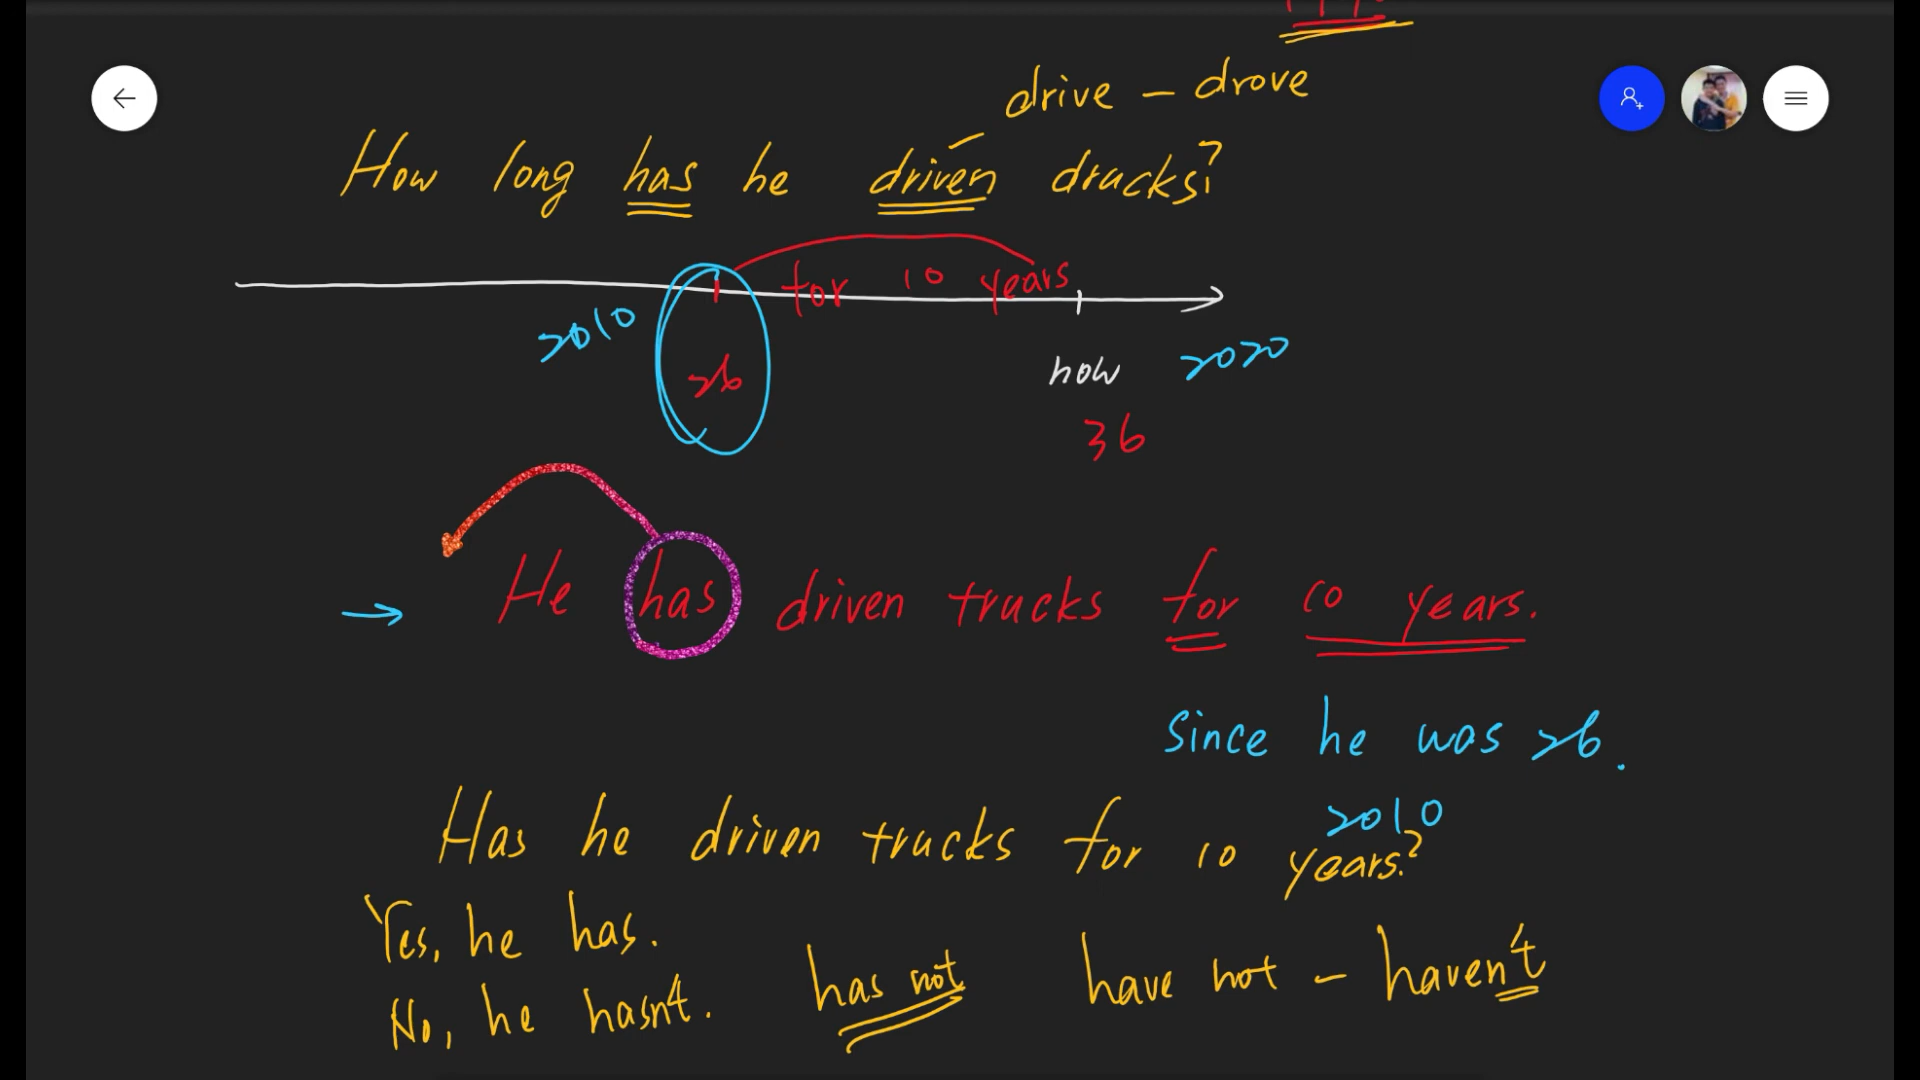 drive - drove
How long has he driven drucks?
for 10 years
2010
26
now 2020
36
→ He has driven trucks for 10 years.
Since he was 26.
2010
Has he driven trucks for 10 years?
Yes, he has.
has not have not - haven't
No, he hasn't.